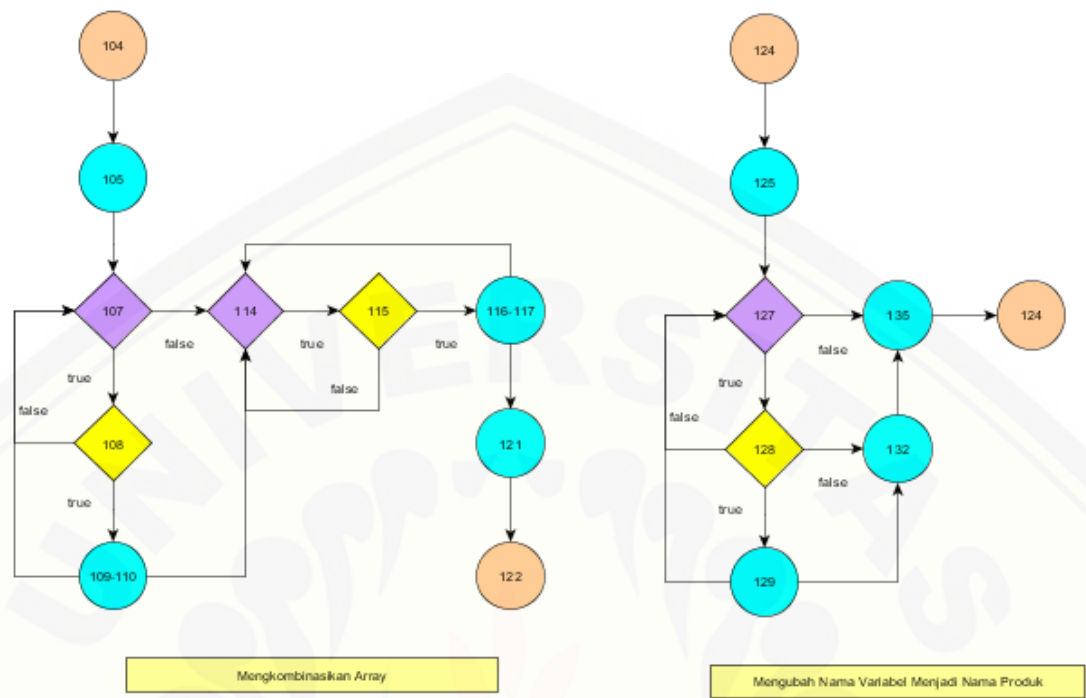 104
105
107
false
true
false
108
true
109-110
114
true
115
false
true
116-117
121
122
Mengkombinasikan Array
124
125
127
false
true
false
128
false
true
129
135
132
124
Mengubah Nama Variabel Menjadi Nama Produk
UNIVERSITAS